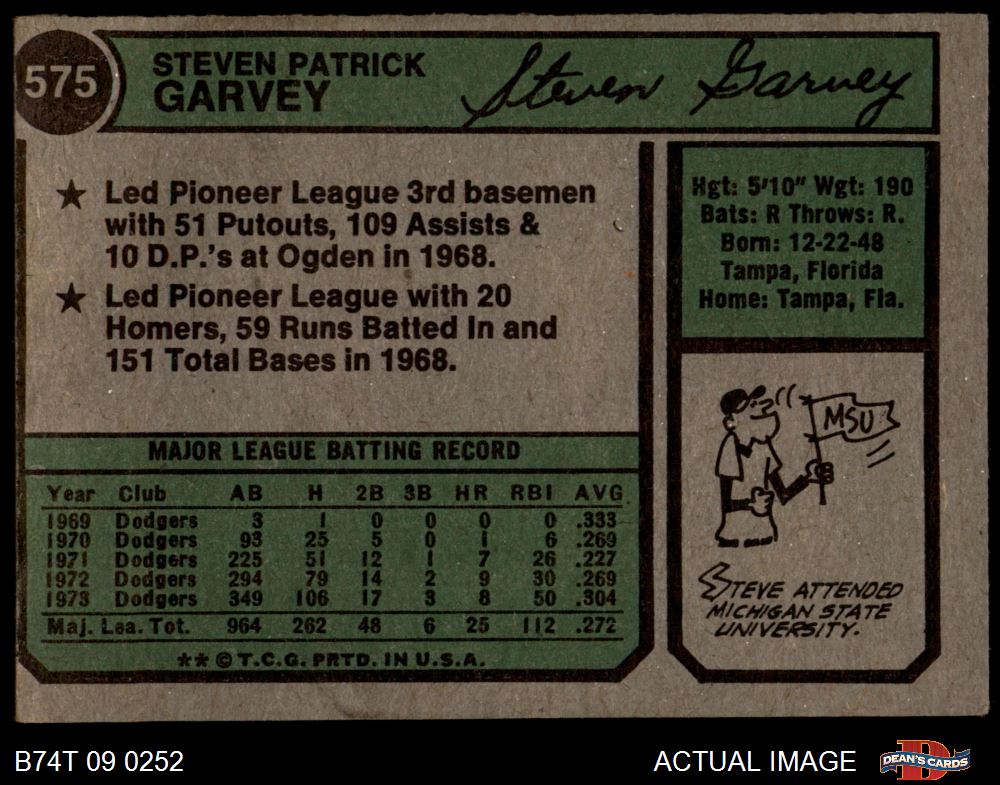 575
STEVEN PATRICK
GARVEY
Steven Garvey
★ Led Pioneer League 3rd basemen
with 51 Putouts, 109 Assists &
10 D.P.'s at Ogden in 1968.
★ Led Pioneer League with 20
Homers, 59 Runs Batted In and
151 Total Bases in 1968.
MAJOR LEAGUE BATTING RECORD
Year Club AB H 2B 3B HR RBI AVG.
1969 Dodgers 3 1 0 0 0 0 .333
1970 Dodgers 93 25 5 0 1 6 .269
1971 Dodgers 225 51 12 1 7 26 .227
1972 Dodgers 294 79 14 2 9 30 .269
1973 Dodgers 349 106 17 3 8 50 .304
Maj. Lea. Tot. 964 262 48 6 25 112 .272
** © T.C.G. PRTD. IN U.S.A.
Hgt: 5'10" Wgt: 190
Bats: R Throws: R.
Born: 12-22-48
Tampa, Florida
Home: Tampa, Fla.
MSU
STEVE ATTENDED
MICHIGAN STATE
UNIVERSITY.
B74T 09 0252
ACTUAL IMAGE
D
DEAN'S CARDS